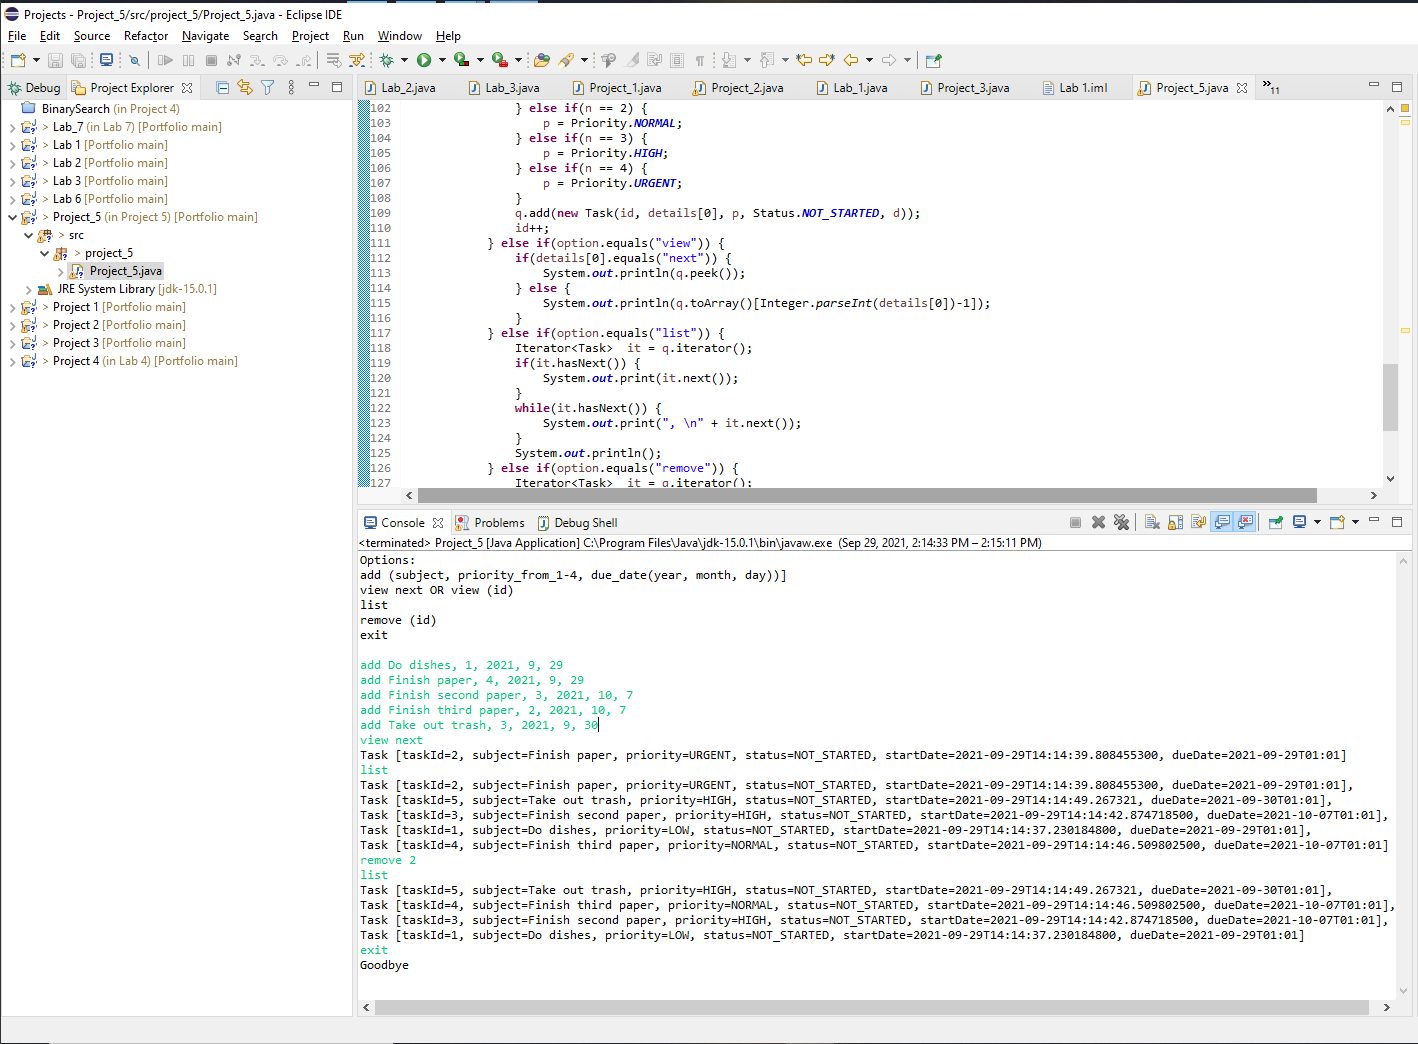 Projects - Project_5/src/project_5/Project_5.java - Eclipse IDE
File Edit Source Refactor Navigate Search Project Run Window Help
Debug Project Explorer
Lab_2.java Lab_3.java Project_1.java Project_2.java Lab_1.java Project_3.java Lab 1.iml Project_5.java »11
BinarySearch (in Project 4)
> Lab_7 (in Lab 7) [Portfolio main]
> Lab 1 [Portfolio main]
> Lab 2 [Portfolio main]
> Lab 3 [Portfolio main]
> Lab 6 [Portfolio main]
> Project_5 (in Project 5) [Portfolio main]
> src
> project_5
Project_5.java
JRE System Library [jdk-15.0.1]
> Project 1 [Portfolio main]
> Project 2 [Portfolio main]
> Project 3 [Portfolio main]
> Project 4 (in Lab 4) [Portfolio main]
102 } else if(n == 2) {
103 p = Priority.NORMAL;
104 } else if(n == 3) {
105 p = Priority.HIGH;
106 } else if(n == 4) {
107 p = Priority.URGENT;
108 }
109 q.add(new Task(id, details[0], p, Status.NOT_STARTED, d));
110 id++;
111 } else if(option.equals("view")) {
112 if(details[0].equals("next")) {
113 System.out.println(q.peek());
114 } else {
115 System.out.println(q.toArray()[Integer.parseInt(details[0])-1]);
116 }
117 } else if(option.equals("list")) {
118 Iterator<Task>  it = q.iterator();
119 if(it.hasNext()) {
120 System.out.print(it.next());
121 }
122 while(it.hasNext()) {
123 System.out.print(", \n" + it.next());
124 }
125 System.out.println();
126 } else if(option.equals("remove")) {
127 Iterator<Task>  it = q.iterator();
Console Problems Debug Shell
<terminated> Project_5 [Java Application] C:\Program Files\Java\jdk-15.0.1\bin\javaw.exe (Sep 29, 2021, 2:14:33 PM – 2:15:11 PM)
Options:
add (subject, priority_from_1-4, due_date(year, month, day))]
view next OR view (id)
list
remove (id)
exit
add Do dishes, 1, 2021, 9, 29
add Finish paper, 4, 2021, 9, 29
add Finish second paper, 3, 2021, 10, 7
add Finish third paper, 2, 2021, 10, 7
add Take out trash, 3, 2021, 9, 30
view next
Task [taskId=2, subject=Finish paper, priority=URGENT, status=NOT_STARTED, startDate=2021-09-29T14:14:39.808455300, dueDate=2021-09-29T01:01]
list
Task [taskId=2, subject=Finish paper, priority=URGENT, status=NOT_STARTED, startDate=2021-09-29T14:14:39.808455300, dueDate=2021-09-29T01:01],
Task [taskId=5, subject=Take out trash, priority=HIGH, status=NOT_STARTED, startDate=2021-09-29T14:14:49.267321, dueDate=2021-09-30T01:01],
Task [taskId=3, subject=Finish second paper, priority=HIGH, status=NOT_STARTED, startDate=2021-09-29T14:14:42.874718500, dueDate=2021-10-07T01:01],
Task [taskId=1, subject=Do dishes, priority=LOW, status=NOT_STARTED, startDate=2021-09-29T14:14:37.230184800, dueDate=2021-09-29T01:01],
Task [taskId=4, subject=Finish third paper, priority=NORMAL, status=NOT_STARTED, startDate=2021-09-29T14:14:46.509802500, dueDate=2021-10-07T01:01]
remove 2
list
Task [taskId=5, subject=Take out trash, priority=HIGH, status=NOT_STARTED, startDate=2021-09-29T14:14:49.267321, dueDate=2021-09-30T01:01],
Task [taskId=4, subject=Finish third paper, priority=NORMAL, status=NOT_STARTED, startDate=2021-09-29T14:14:46.509802500, dueDate=2021-10-07T01:01],
Task [taskId=3, subject=Finish second paper, priority=HIGH, status=NOT_STARTED, startDate=2021-09-29T14:14:42.874718500, dueDate=2021-10-07T01:01],
Task [taskId=1, subject=Do dishes, priority=LOW, status=NOT_STARTED, startDate=2021-09-29T14:14:37.230184800, dueDate=2021-09-29T01:01]
exit
Goodbye